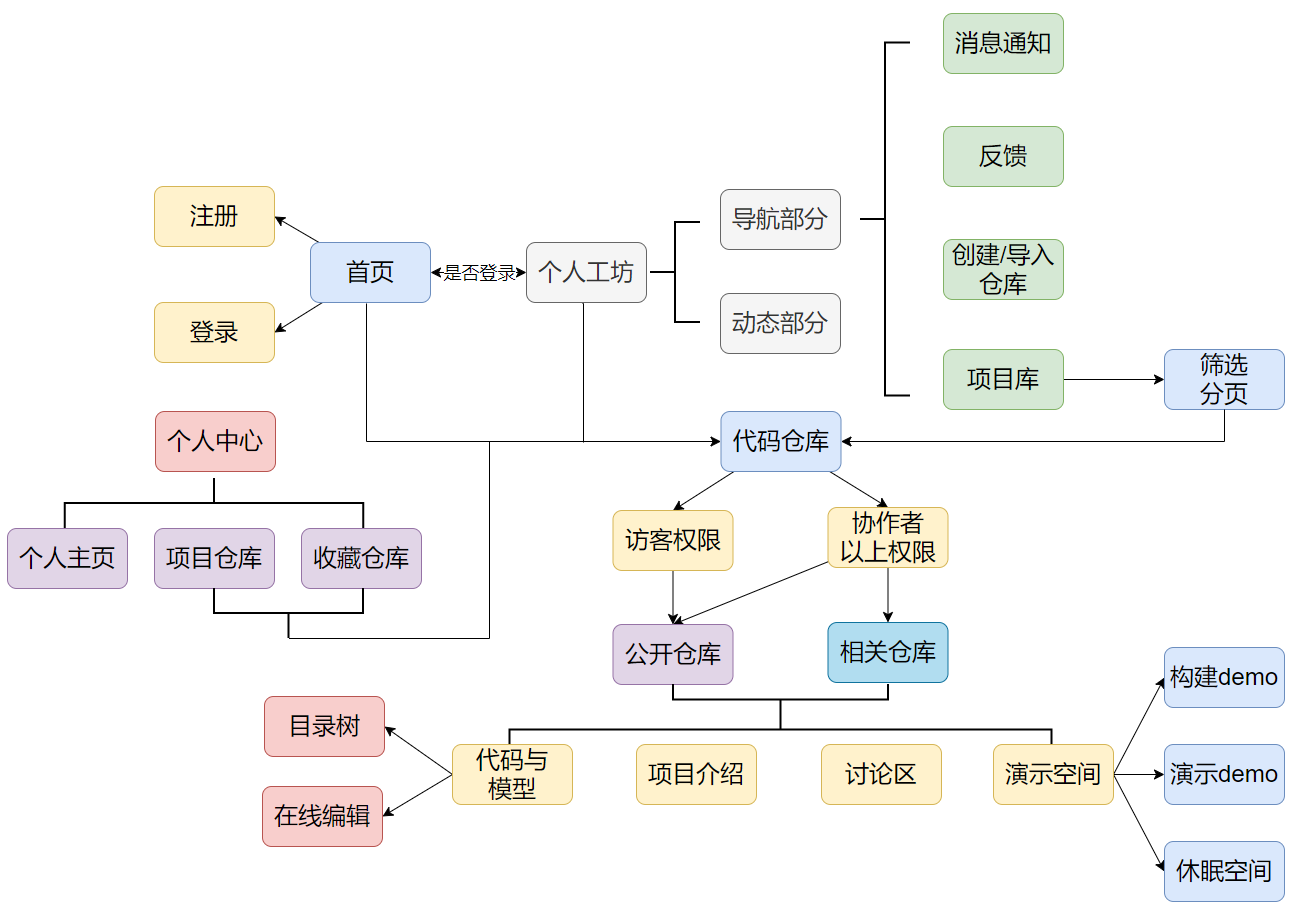 消息通知
反馈
注册
导航部分
首页
是否登录
个人工坊
创建/导入
仓库
登录
动态部分
项目库
筛选
分页
个人中心
代码仓库
个人主页
项目仓库
收藏仓库
访客权限
协作者
以上权限
公开仓库
相关仓库
构建demo
目录树
代码与
模型
项目介绍
讨论区
演示空间
演示demo
在线编辑
休眠空间